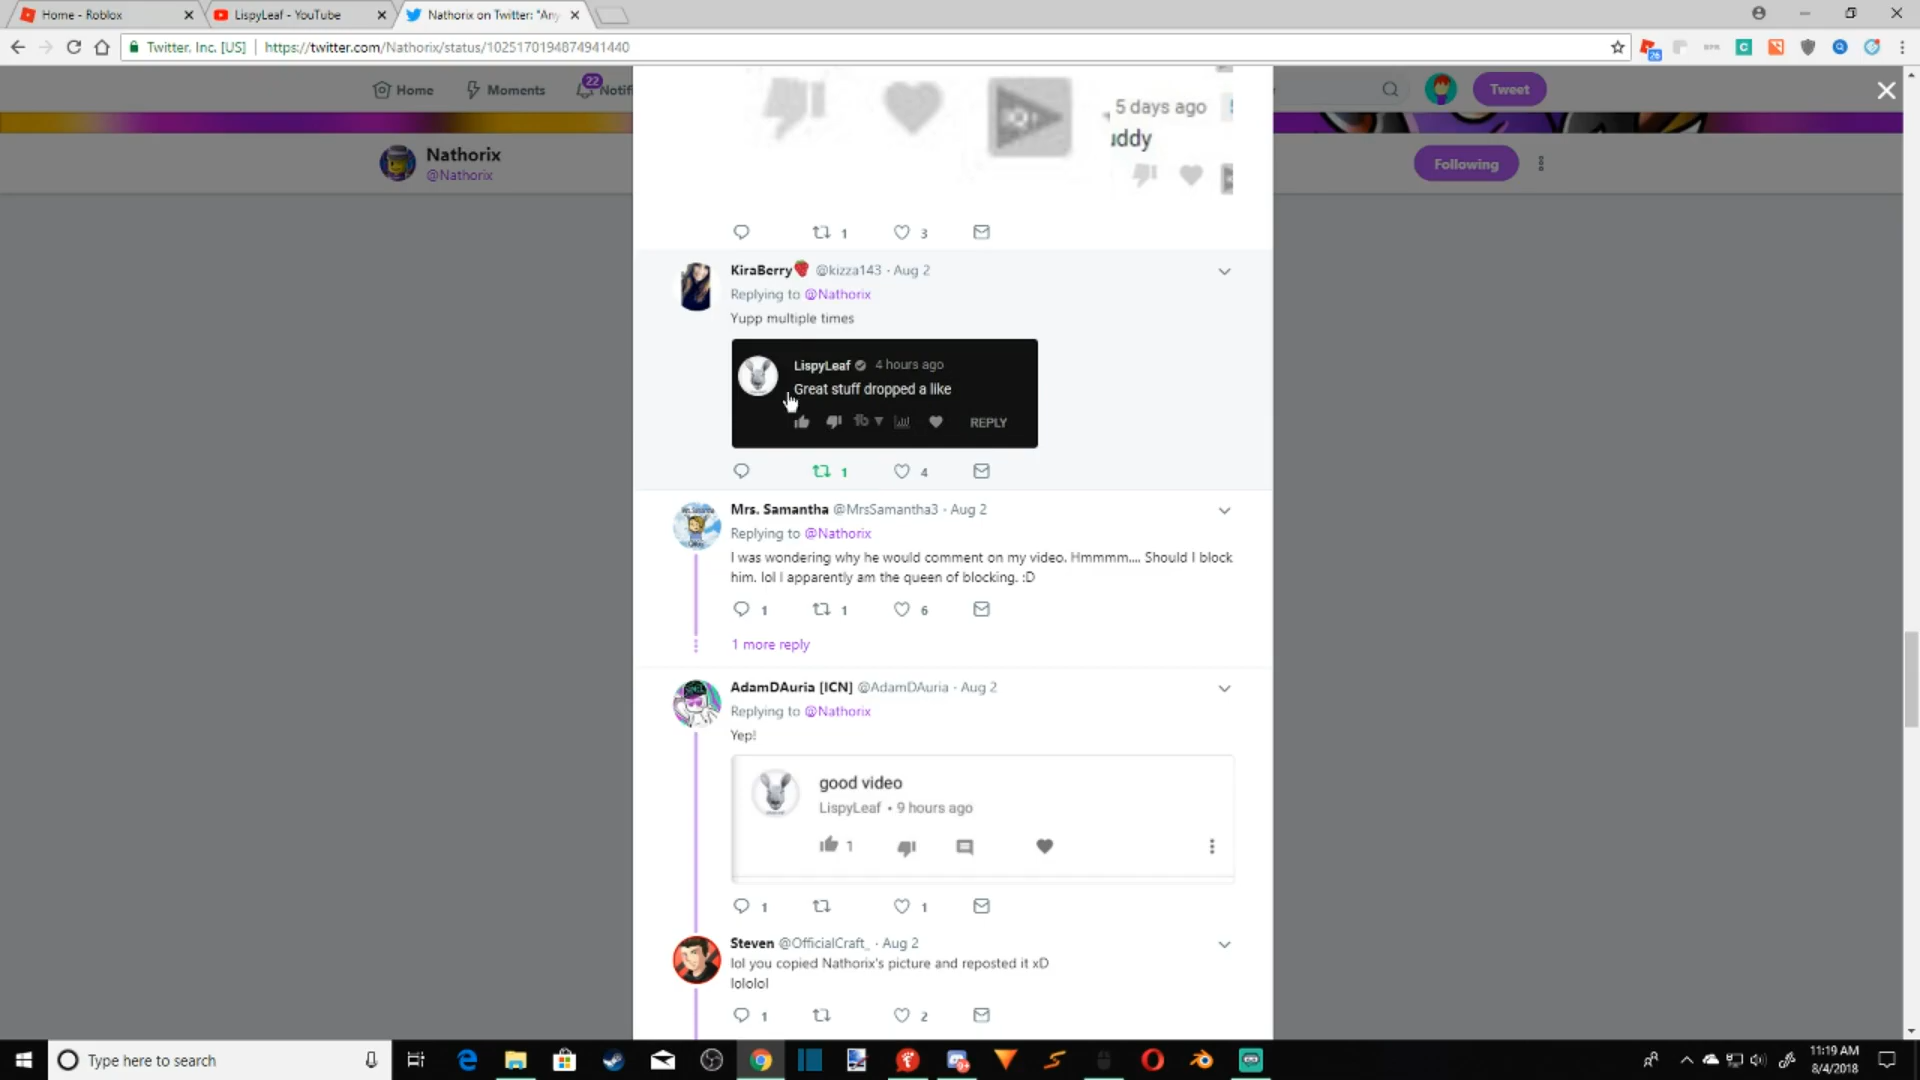 Home - Roblox
LispyLeaf - YouTube
Nathorix on Twitter: "Any
Twitter, Inc. [US]
https://twitter.com/Nathorix/status/1025170194874941440
26
Home
Moments
22
Notifi
Tweet
Nathorix
@Nathorix
Following
5 days ago
uddy
1
3
KiraBerry @kizza143 · Aug 2
Replying to @Nathorix
Yupp multiple times
LispyLeaf 4 hours ago
Great stuff dropped a like
REPLY
1
4
Mrs. Samantha @MrsSamantha3 · Aug 2
Replying to @Nathorix
I was wondering why he would comment on my video. Hmmmm.... Should I block
him. lol I apparently am the queen of blocking. :D
1
1
6
1 more reply
AdamDAuria [ICN] @AdamDAuria · Aug 2
Replying to @Nathorix
Yep!
good video
LispyLeaf • 9 hours ago
1
1
1
Steven @OfficialCraft_ · Aug 2
lol you copied Nathorix's picture and reposted it xD
lololol
1
2
Type here to search
11:19 AM
8/4/2018